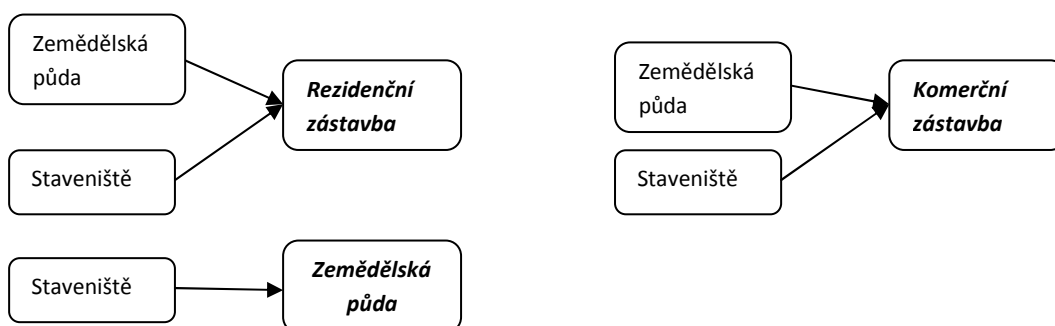 Zemědělská
půda
Rezidenční
zástavba
Staveniště
Zemědělská
půda
Komerční
zástavba
Staveniště
Staveniště
Zemědělská
půda